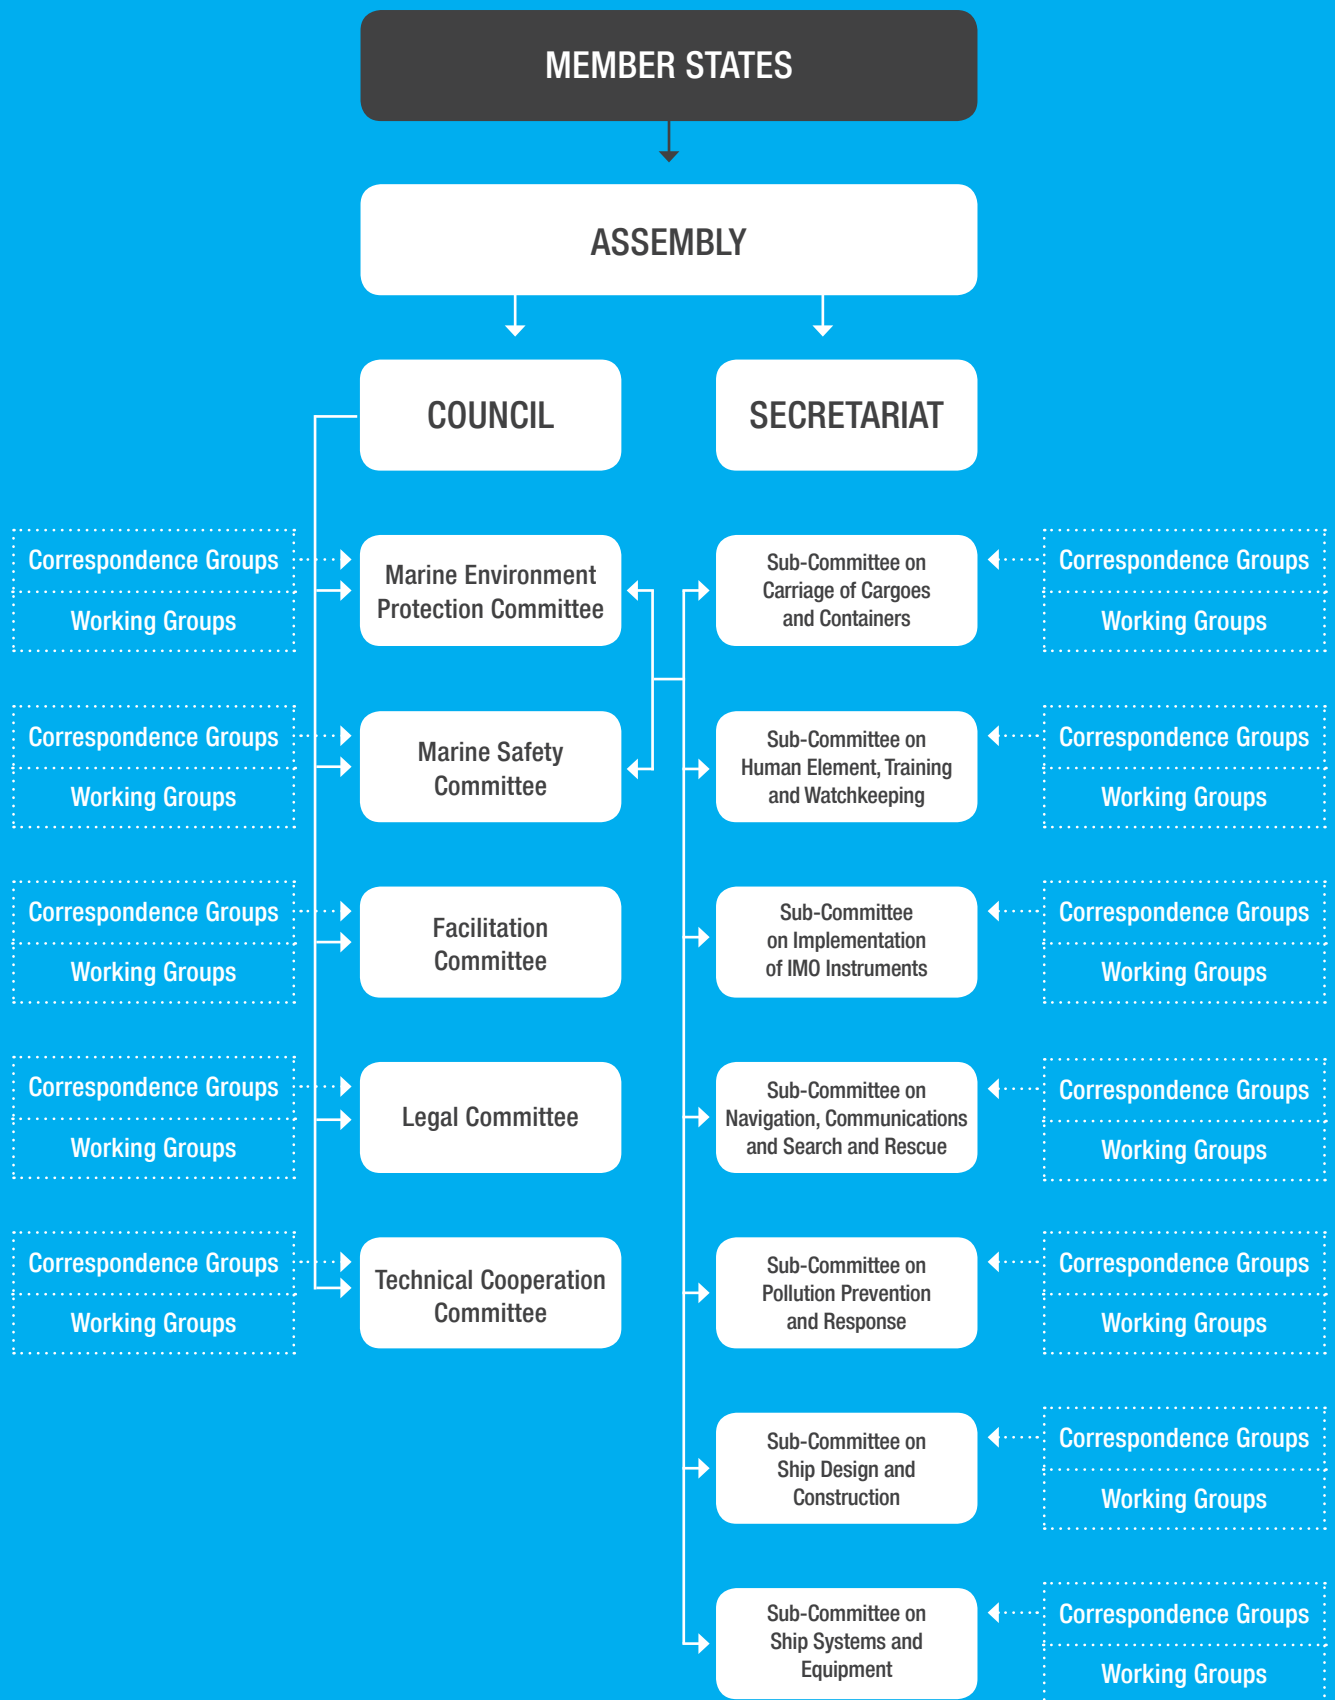 MEMBER STATES
ASSEMBLY
COUNCIL
SECRETARIAT
Correspondence Groups
Working Groups
Marine Environment
Protection Committee
Sub-Committee on
Carriage of Cargoes
and Containers
Correspondence Groups
Working Groups
Correspondence Groups
Working Groups
Marine Safety
Committee
Sub-Committee on
Human Element, Training
and Watchkeeping
Correspondence Groups
Working Groups
Correspondence Groups
Working Groups
Facilitation
Committee
Sub-Committee
on Implementation
of IMO Instruments
Correspondence Groups
Working Groups
Correspondence Groups
Working Groups
Legal Committee
Sub-Committee on
Navigation, Communications
and Search and Rescue
Correspondence Groups
Working Groups
Correspondence Groups
Working Groups
Technical Cooperation
Committee
Sub-Committee on
Pollution Prevention
and Response
Correspondence Groups
Working Groups
Sub-Committee on
Ship Design and
Construction
Correspondence Groups
Working Groups
Sub-Committee on
Ship Systems and
Equipment
Correspondence Groups
Working Groups